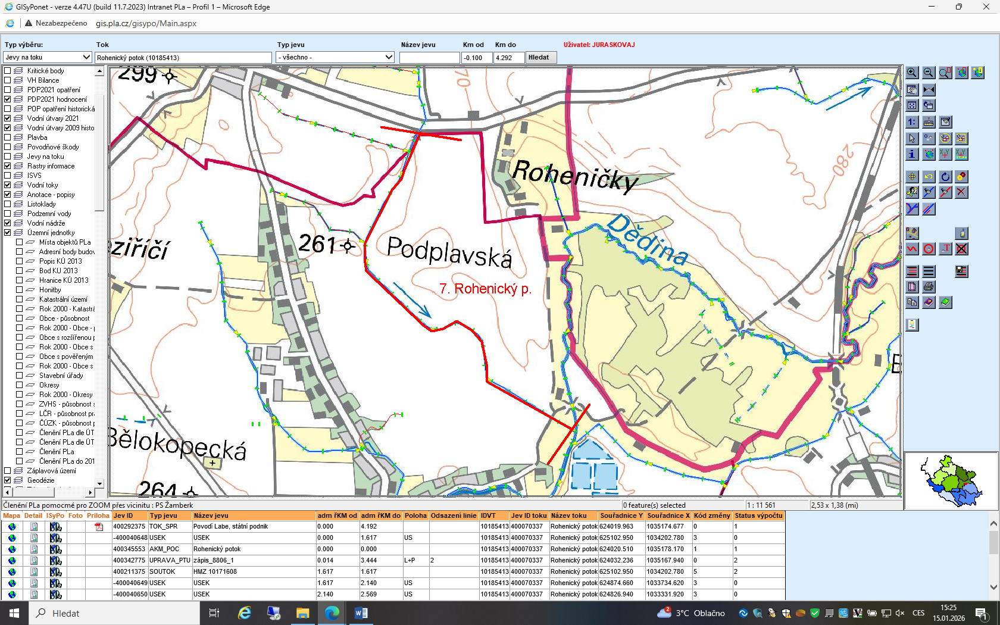 GISyPonet - verze 4.47U (build 11.7.2023) Intranet PLa – Profil 1 – Microsoft Edge
Nezabezpečeno gis.pla.cz/gisypo/Main.aspx
Typ výběru: Tok Typ jevu Název jevu Km od Km do Uživatel: JURASKOVAJ
Jevy na toku Rohenický potok (10185413) - všechno - -0.100 4.292 Hledat
Kritické body
VH Bilance
PDP2021 opatření
PDP2021 hodnocení
POP opatření historická
Vodní útvary 2021
Vodní útvary 2009 histo
Plavba
Povodňové škody
Jevy na toku
Rastry informace
ISVS
Vodní toky
Anotace - popisy
Listoklady
Podzemní vody
Vodní nádrže
Územní jednotky
Místa objektů PLa
Adresní body budov
Popis KÚ 2013
Bod KU 2013
Hranice KÚ 2013
Honitby
Katastrální území
Rok 2000 - Katastrá
Obce - působnost
Rok 2000 - Obce - p
Obce s rozšířenou p
Rok 2000 - Obce s
Obce s pověřeným
Rok 2000 - Obce s
Stavební úřady
Okresy
Rok 2000 - Okresy
ZVHS - působnost s
LČR - působnost pr
ČÚZK - působnost p
Členění PLa dle ÚT
Členění PLa dle ÚT
Členění PLa
Členění PLa do 201
Záplavová území
Geodézie
299
70
Roheničky
280
Dědina
261
Podplavská
ziříčí
7. Rohenický p.
Bělokopecká
264
Členění PLa pomocmé pro ZOOM přes vicinitu : PS Žamberk 0 feature(s) selected 1 : 11 561 2,53 x 1,38 (mi)
Mapa Detail ISyPo Foto Priloha Jev ID Typ jevu Název jevu adm řKM od adm řKM do Poloha Odsazení linie IDVT Jev ID toku Název toku Souřadnice Y Souřadnice X Kód změny Status výpočtu
400292375 TOK_SPR Povodí Labe, státní podnik 0.000 4.192 10185413 400070337 Rohenický potok 624019.963 1035174.677 0 1
-400040648 USEK USEK 0.000 1.617 US 10185413 400070337 Rohenický potok 625102.950 1034202.780 3 0
400345553 AKM_POC Rohenický potok 0.000 0.000 10185413 400070337 Rohenický potok 624020.510 1035178.170 1 1
400342775 UPRAVA_PTU zápis_8806_1 0.014 3.444 L+P 2 10185413 400070337 Rohenický potok 624032.236 1035167.940 0 2
400211375 SOUTOK HMZ 10171608 1.617 1.617 10185413 400070337 Rohenický potok 625102.950 1034202.780 5 2
-400040649 USEK USEK 1.617 2.140 US 10185413 400070337 Rohenický potok 624874.660 1033734.620 3 0
-400040650 USEK USEK 2.140 2.569 US 10185413 400070337 Rohenický potok 624826.940 1033331.920 3 0
Hledat 3°C Oblačno CES 15:25
15.01.2026